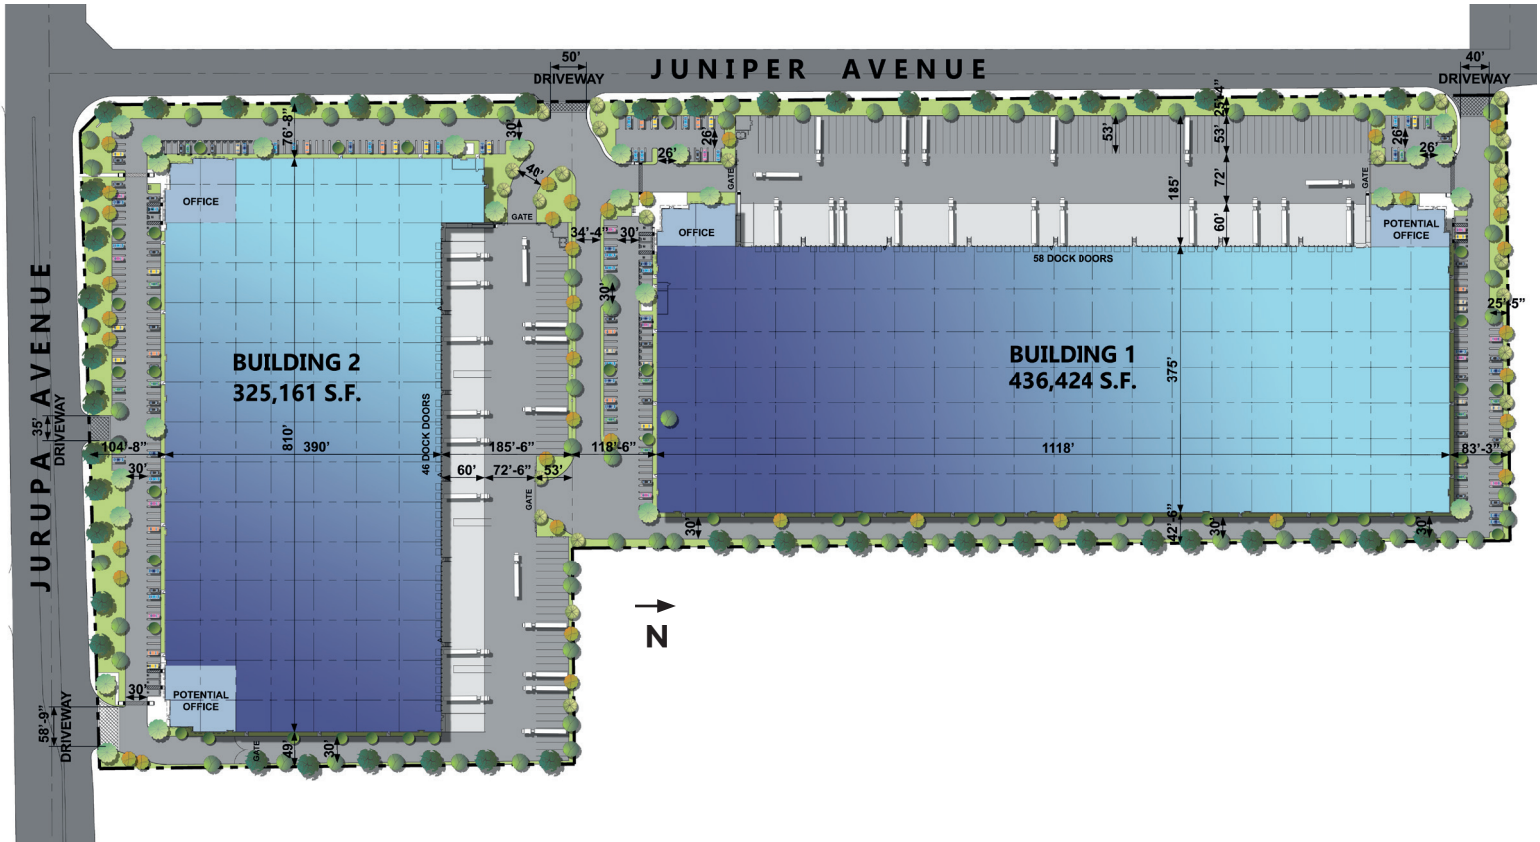 50'
DRIVEWAY
JUNIPER AVENUE
40'
DRIVEWAY
76'-8"
30'
26'
26'
53'
25'-4"
53'
26'
26'
185'
72'
60'
40'
GATE
GATE
GATE
OFFICE
34'-4"
30'
OFFICE
POTENTIAL
OFFICE
58 DOCK DOORS
30'
25'-5"
JURUPA AVENUE
BUILDING 2
325,161 S.F.
BUILDING 1
436,424 S.F.
375'
35'
DRIVEWAY
104'-8"
810'
390'
46 DOCK DOORS
185'-6"
118'-6"
1118'
83'-3"
30'
60'
72'-6"
53'
GATE
30'
42'-6"
30'
30'
N
30'
POTENTIAL
OFFICE
58'-9"
DRIVEWAY
GATE
49'
30'